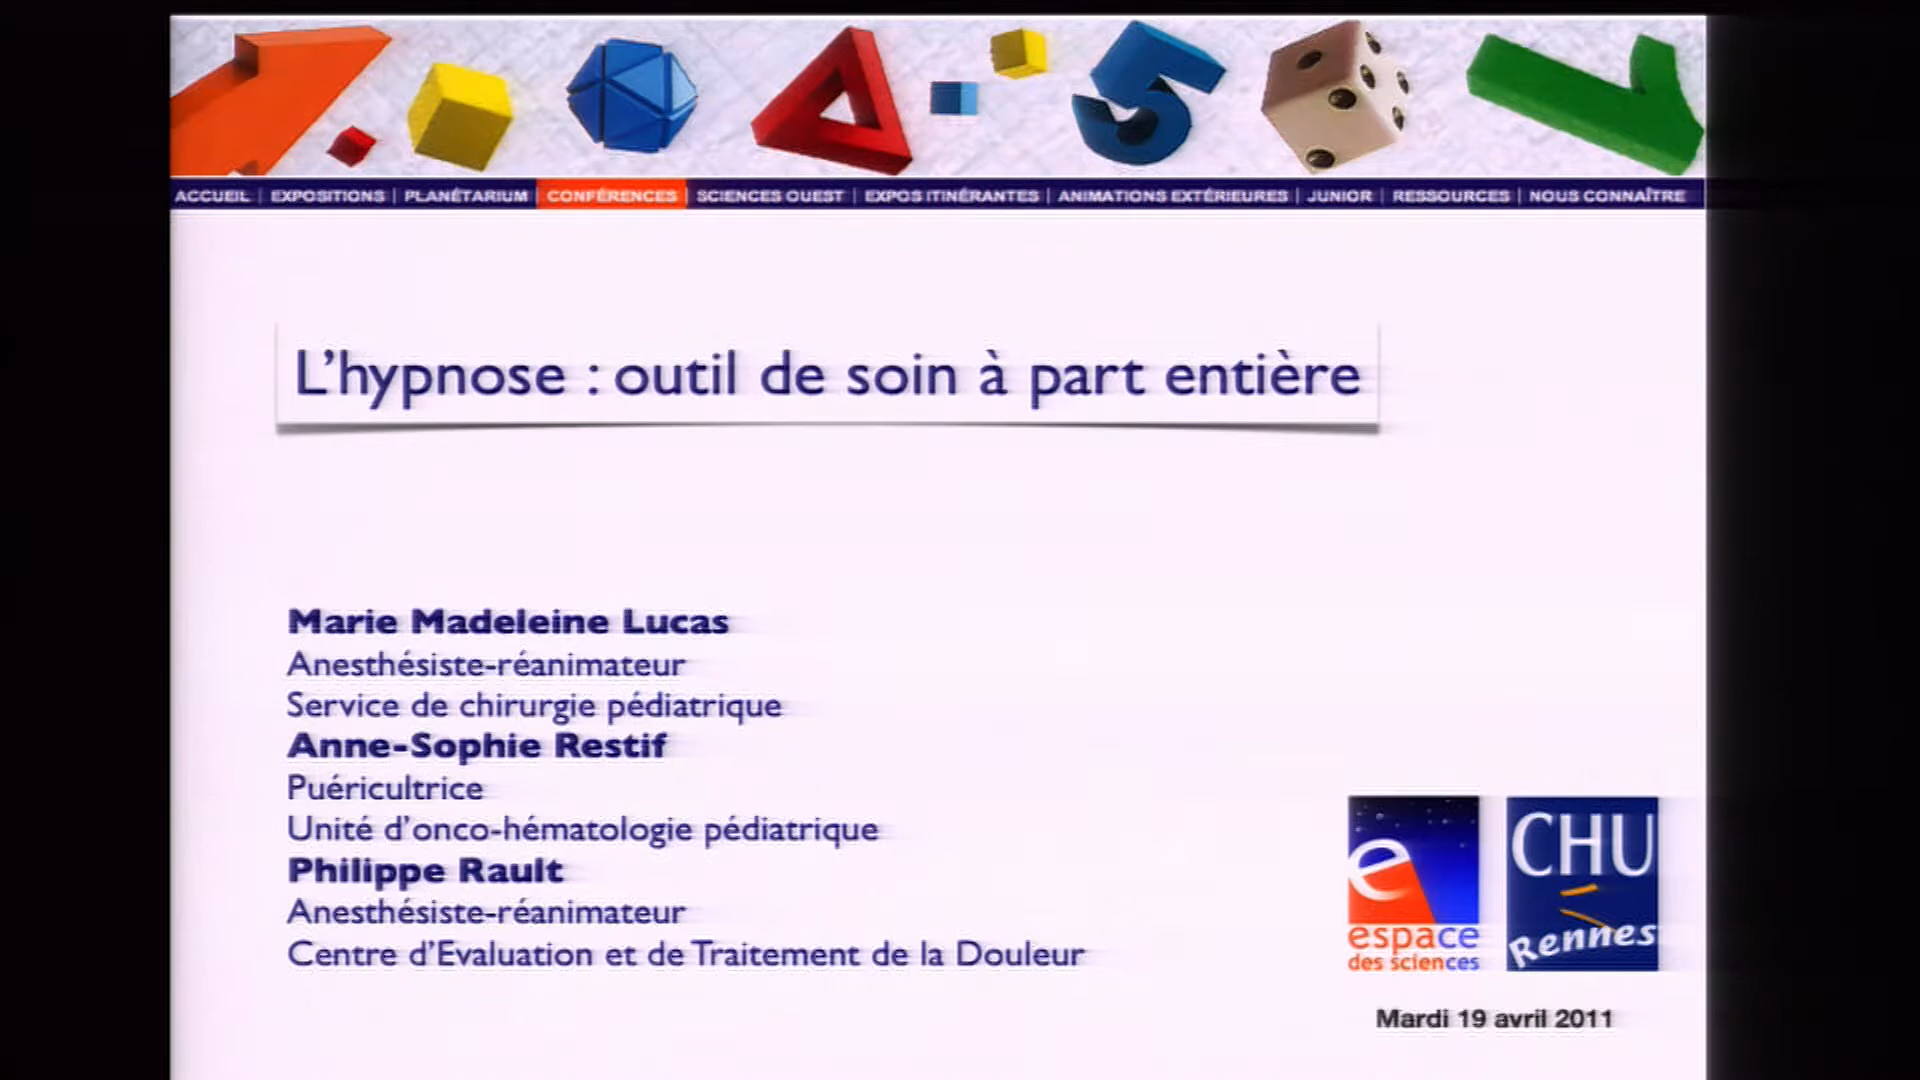 ACCUEIL | EXPOSITIONS | PLANÉTARIUM | CONFÉRENCES | SCIENCES OUEST | EXPOS ITINÉRANTES | ANIMATIONS EXTÉRIEURES | JUNIOR | RESSOURCES | NOUS CONNAÎTRE
L'hypnose : outil de soin à part entière
Marie Madeleine Lucas
Anesthésiste-réanimateur
Service de chirurgie pédiatrique
Anne-Sophie Restif
Puéricultrice
Unité d'onco-hématologie pédiatrique
Philippe Rault
Anesthésiste-réanimateur
Centre d'Evaluation et de Traitement de la Douleur
e
espace
des sciences
CHU
Rennes
Mardi 19 avril 2011